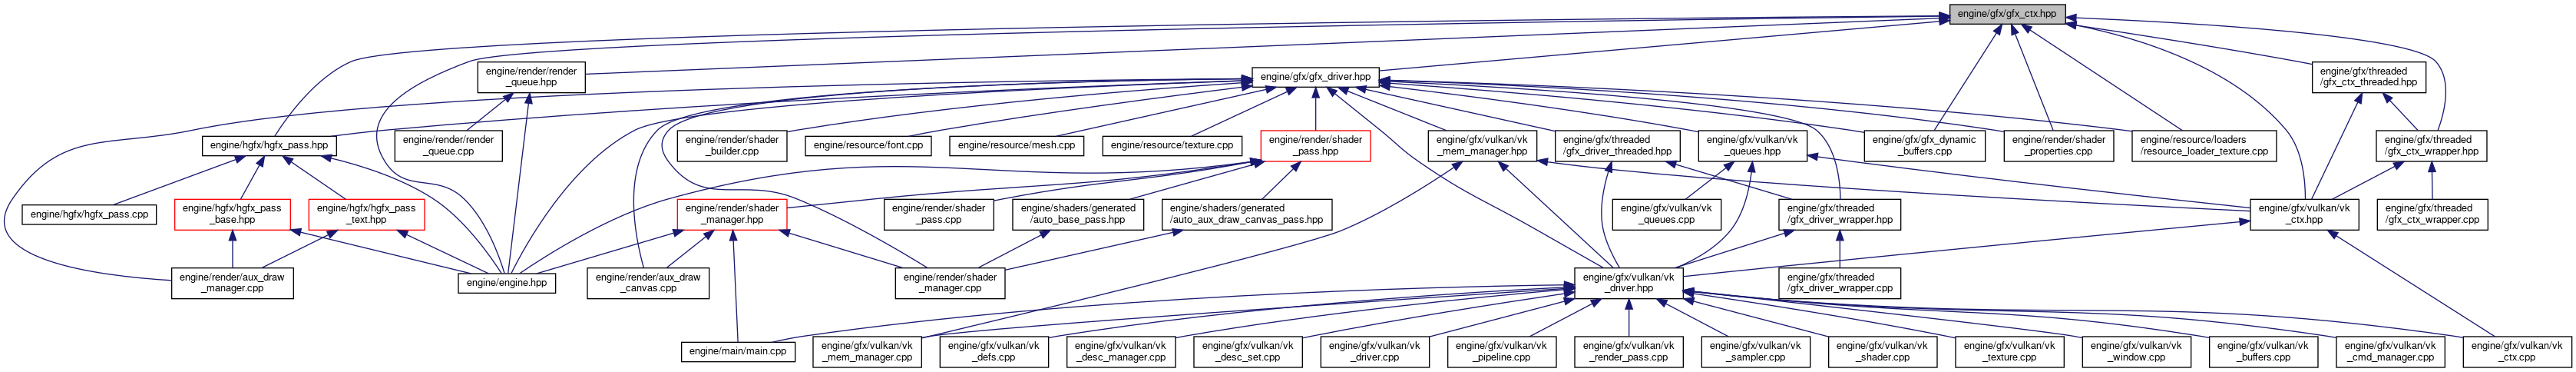 engine/gfx/gfx_ctx.hpp
engine/render/render
_queue.hpp
engine/gfx/gfx_driver.hpp
engine/gfx/threaded
/gfx_ctx_threaded.hpp
engine/hgfx/hgfx_pass.hpp
engine/render/render
_queue.cpp
engine/render/shader
_builder.cpp
engine/resource/font.cpp
engine/resource/mesh.cpp
engine/resource/texture.cpp
engine/render/shader
_pass.hpp
engine/gfx/vulkan/vk
_mem_manager.hpp
engine/gfx/threaded
/gfx_driver_threaded.hpp
engine/gfx/vulkan/vk
_queues.hpp
engine/gfx/gfx_dynamic
_buffers.cpp
engine/render/shader
_properties.cpp
engine/resource/loaders
/resource_loader_texture.cpp
engine/gfx/threaded
/gfx_ctx_wrapper.hpp
engine/hgfx/hgfx_pass.cpp
engine/hgfx/hgfx_pass
_base.hpp
engine/hgfx/hgfx_pass
_text.hpp
engine/render/shader
_manager.hpp
engine/render/shader
_pass.cpp
engine/shaders/generated
/auto_base_pass.hpp
engine/shaders/generated
/auto_aux_draw_canvas_pass.hpp
engine/gfx/vulkan/vk
_queues.cpp
engine/gfx/threaded
/gfx_driver_wrapper.hpp
engine/gfx/vulkan/vk
_ctx.hpp
engine/gfx/threaded
/gfx_ctx_wrapper.cpp
engine/render/aux_draw
_manager.cpp
engine/engine.hpp
engine/render/aux_draw
_canvas.cpp
engine/render/shader
_manager.cpp
engine/gfx/vulkan/vk
_driver.hpp
engine/gfx/threaded
/gfx_driver_wrapper.cpp
engine/main/main.cpp
engine/gfx/vulkan/vk
_mem_manager.cpp
engine/gfx/vulkan/vk
_defs.cpp
engine/gfx/vulkan/vk
_desc_manager.cpp
engine/gfx/vulkan/vk
_desc_set.cpp
engine/gfx/vulkan/vk
_driver.cpp
engine/gfx/vulkan/vk
_pipeline.cpp
engine/gfx/vulkan/vk
_render_pass.cpp
engine/gfx/vulkan/vk
_sampler.cpp
engine/gfx/vulkan/vk
_shader.cpp
engine/gfx/vulkan/vk
_texture.cpp
engine/gfx/vulkan/vk
_window.cpp
engine/gfx/vulkan/vk
_buffers.cpp
engine/gfx/vulkan/vk
_cmd_manager.cpp
engine/gfx/vulkan/vk
_ctx.cpp